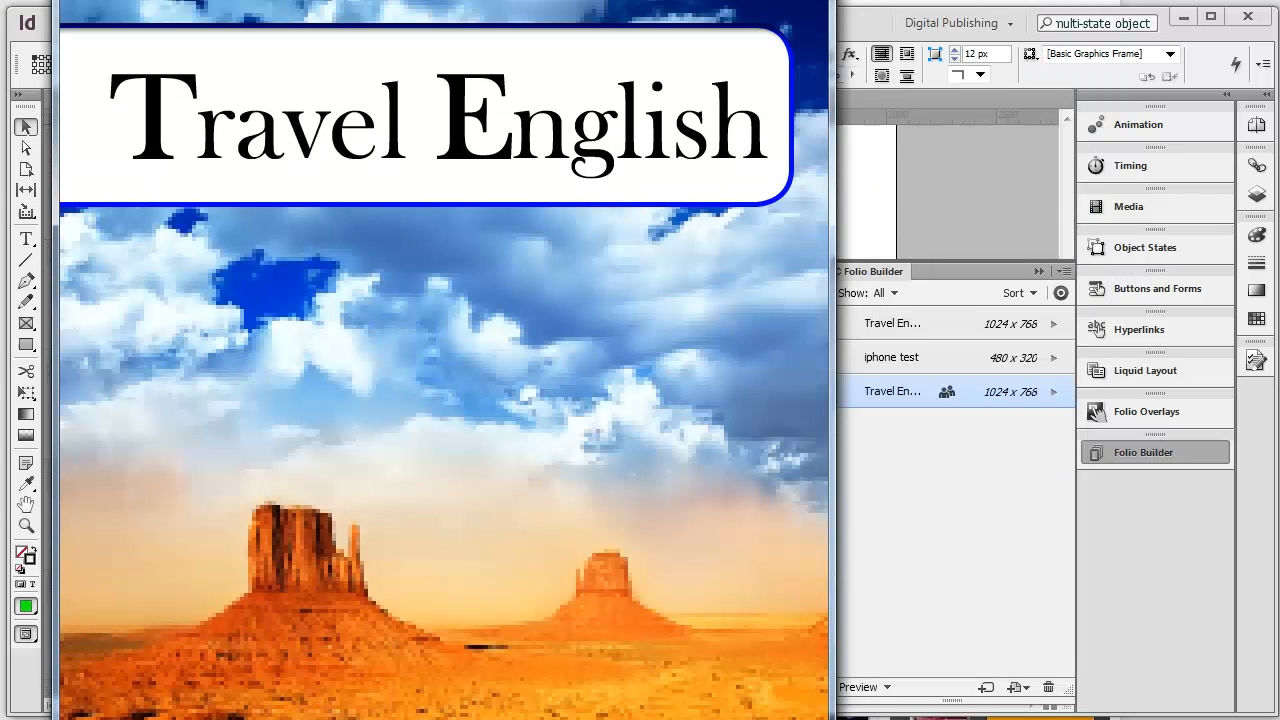 Digital Publishing
multi-state object
fx.
12 px
[Basic Graphics Frame]
Travel English
T
T
Animation
Timing
Media
Object States
Buttons and Forms
Hyperlinks
Liquid Layout
Folio Overlays
Folio Builder
Folio Builder
Show: All
Sort
Travel En...
1024 x 768
iphone test
480 x 320
Travel En...
1024 x 768
Preview